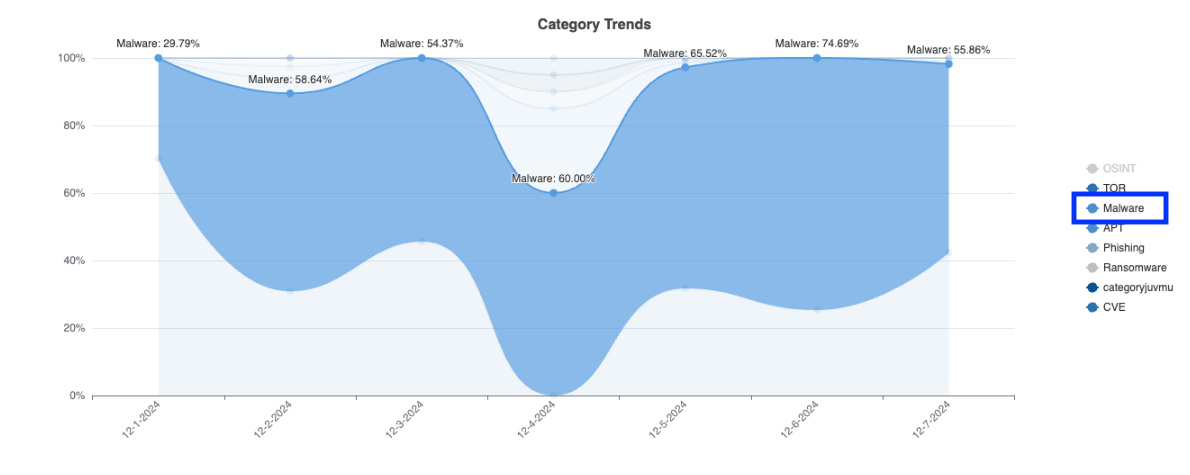 Category Trends
Malware: 29.79%
Malware: 54.37%
Malware: 74.69%
Malware: 65.52%
Malware: 55.86%
100%
Malware: 58.64%
80%
Malware: 60.00%
60%
40%
20%
0%
12-1-2024
12-2-2024
12-3-2024
12-4-2024
12-5-2024
12-6-2024
12-7-2024
OSINT
TOR
Malware
APT
Phishing
Ransomware
categoryjuvmu
CVE